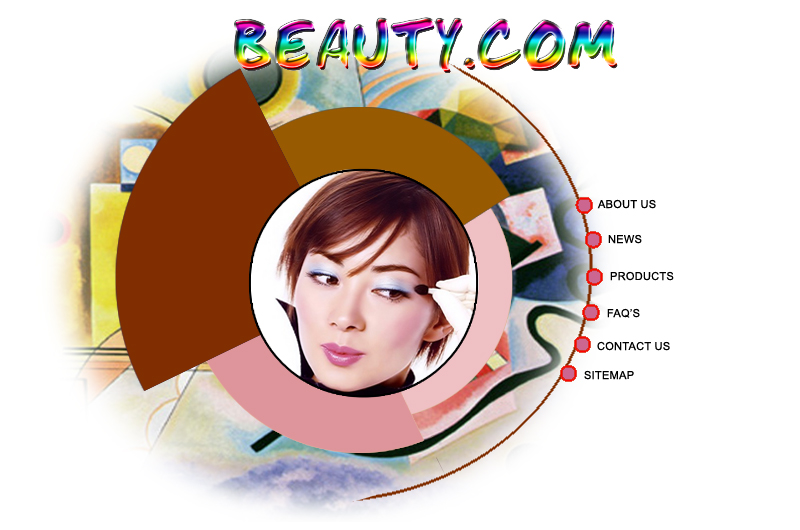 BEAUTY.COM
ABOUT US
NEWS
PRODUCTS
FAQ'S
CONTACT US
SITEMAP